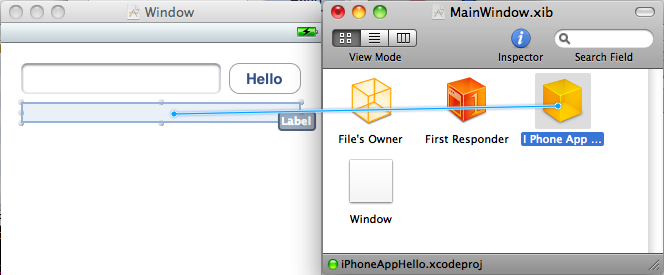 Window
Hello
Label
MainWindow.xib
View Mode
Inspector
Search Field
File's Owner
First Responder
I Phone App ...
Window
iPhoneAppHello.xcodeproj